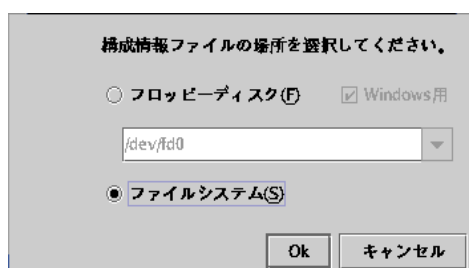 構成情報ファイルの場所を選択してください。
フロッピーディスク(F) Windows用
/dev/fd0
ファイルシステム(S)
Ok キャンセル